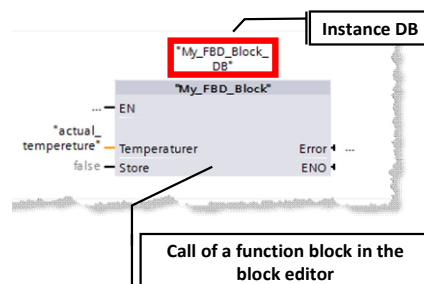 Instance DB
"My_FBD_Block_
DB"
"My_FBD_Block"
... EN
"actual_
tempereture" Temperaturer Error ...
false Store ENO
Call of a function block in the
block editor